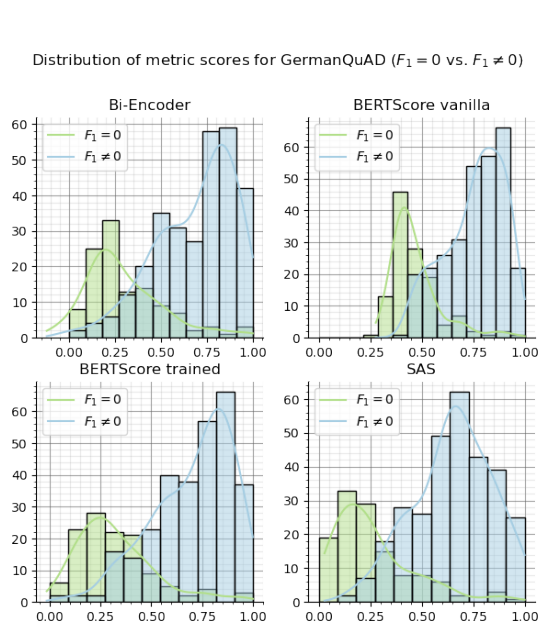 Distribution of metric scores for GermanQuAD (F₁ = 0 vs. F₁ ≠ 0)
Bi-Encoder
F₁ = 0
F₁ ≠ 0
60
50
40
30
20
10
0
0.00 0.25 0.50 0.75 1.00
BERTScore vanilla
F₁ = 0
F₁ ≠ 0
60
50
40
30
20
10
0
0.00 0.25 0.50 0.75 1.00
BERTScore trained
F₁ = 0
F₁ ≠ 0
60
50
40
30
20
10
0
0.00 0.25 0.50 0.75 1.00
SAS
F₁ = 0
F₁ ≠ 0
60
50
40
30
20
10
0
0.00 0.25 0.50 0.75 1.00